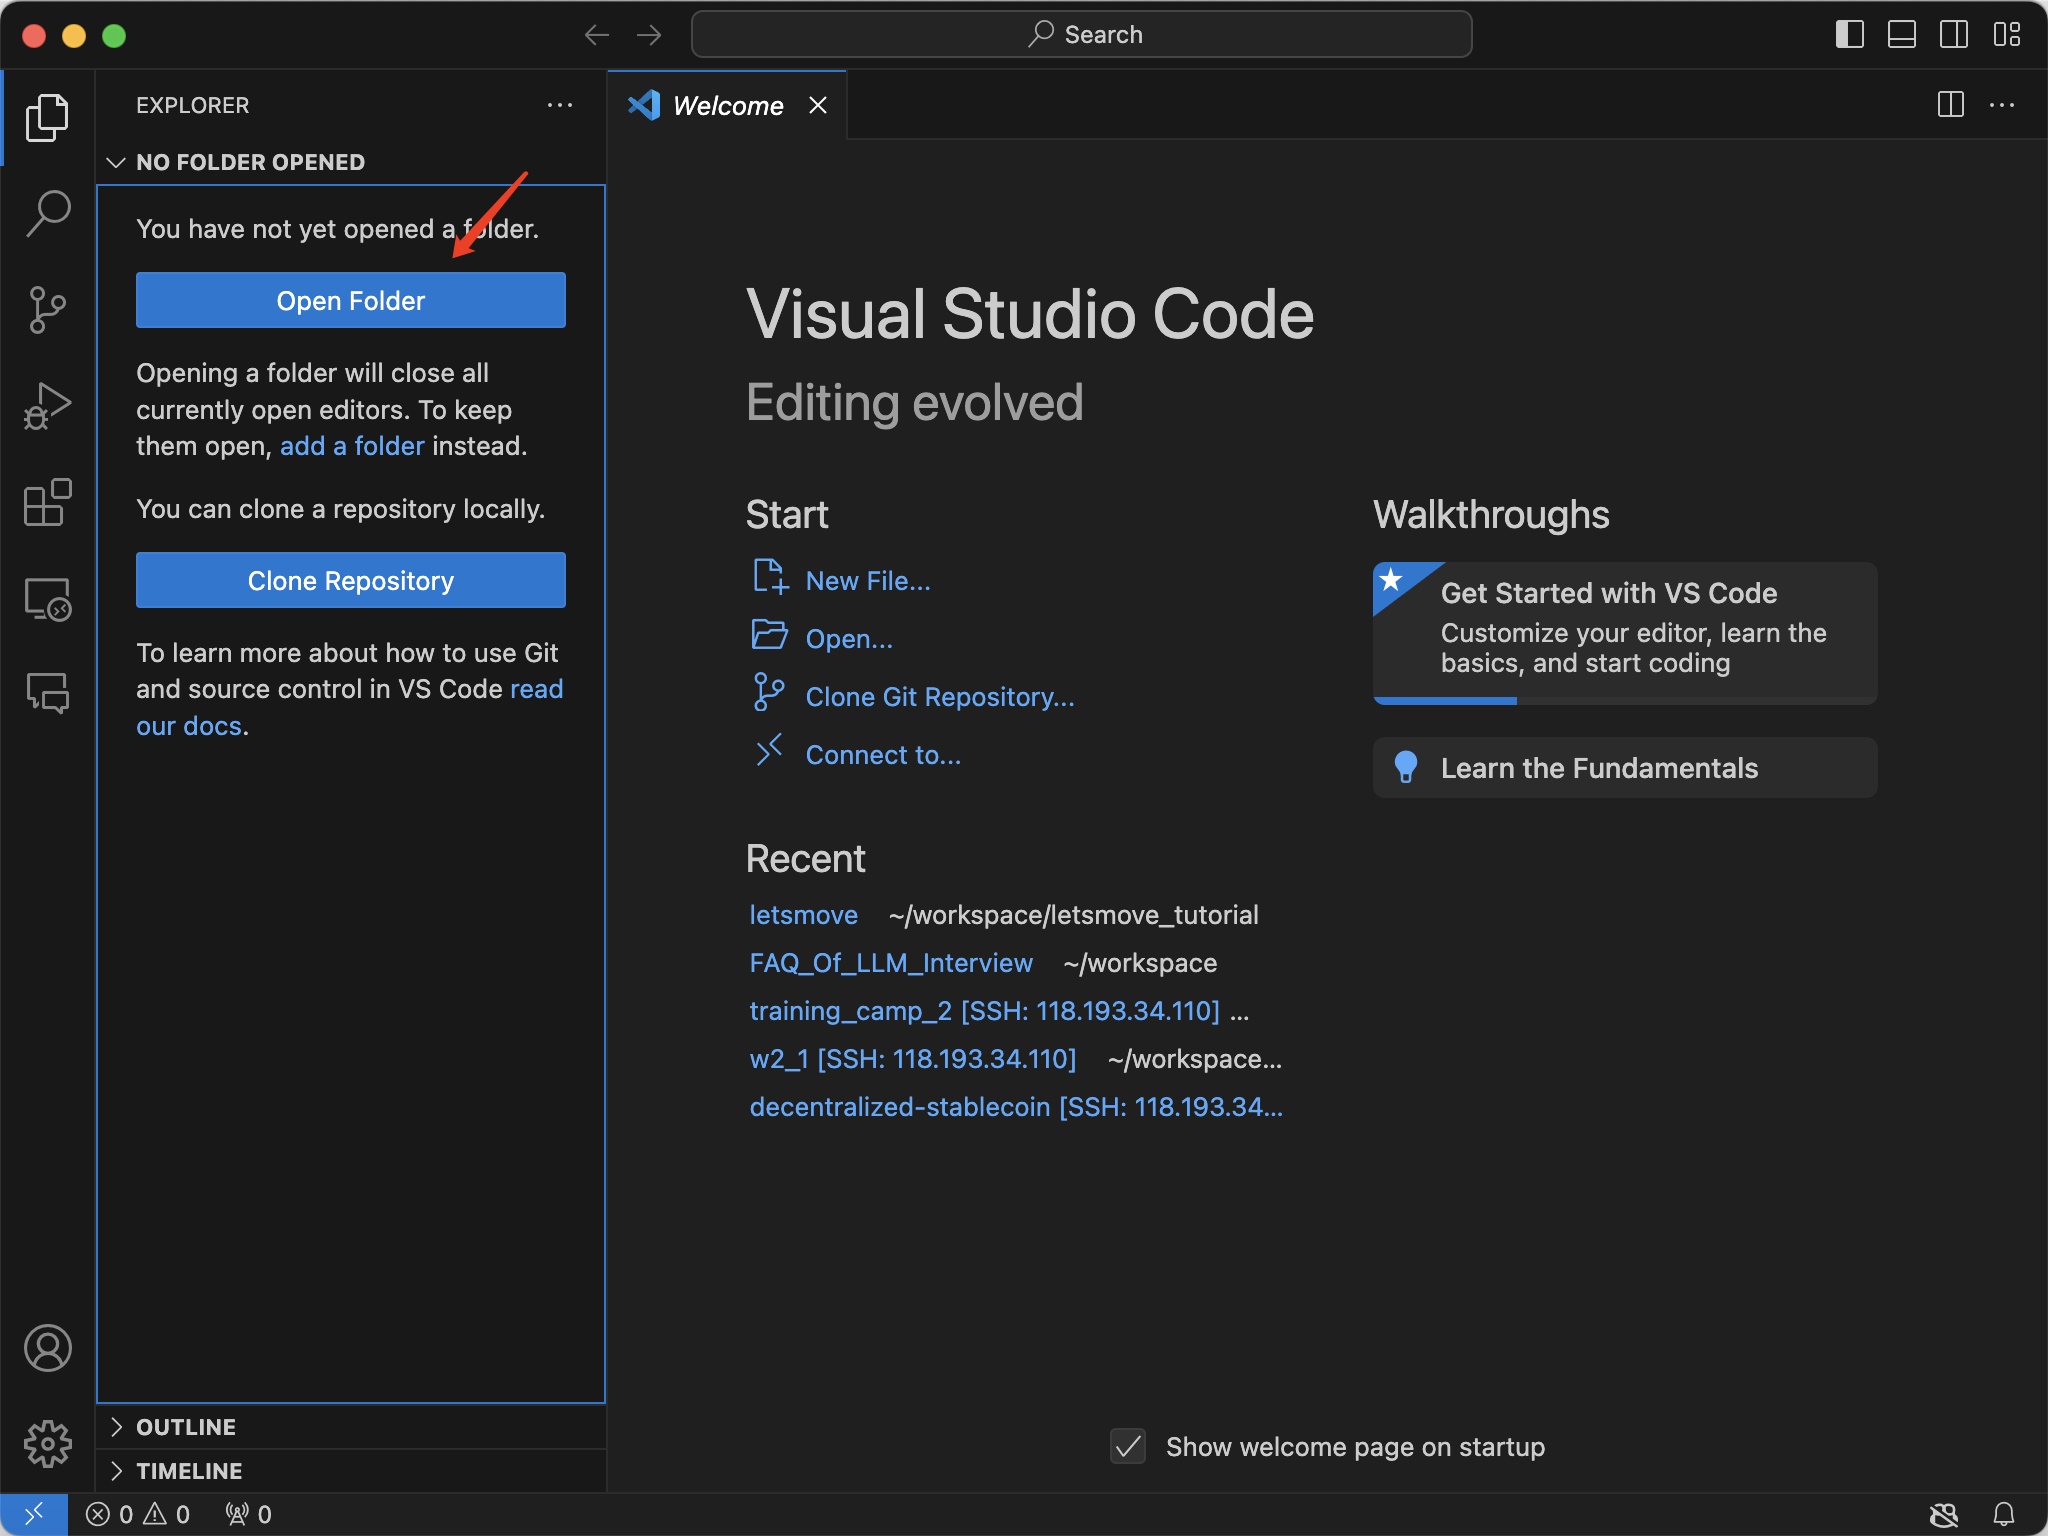 Search
EXPLORER
Welcome
NO FOLDER OPENED
You have not yet opened a folder.
Open Folder
Opening a folder will close all
currently open editors. To keep
them open, add a folder instead.
You can clone a repository locally.
Clone Repository
To learn more about how to use Git
and source control in VS Code read
our docs.
OUTLINE
TIMELINE
Visual Studio Code
Editing evolved
Start
New File...
Open...
Clone Git Repository...
Connect to...
Recent
letsmove ~/workspace/letsmove_tutorial
FAQ_Of_LLM_Interview ~/workspace
training_camp_2 [SSH: 118.193.34.110] ...
w2_1 [SSH: 118.193.34.110] ~/workspace...
decentralized-stablecoin [SSH: 118.193.34...
Walkthroughs
Get Started with VS Code
Customize your editor, learn the
basics, and start coding
Learn the Fundamentals
Show welcome page on startup
0 0 0